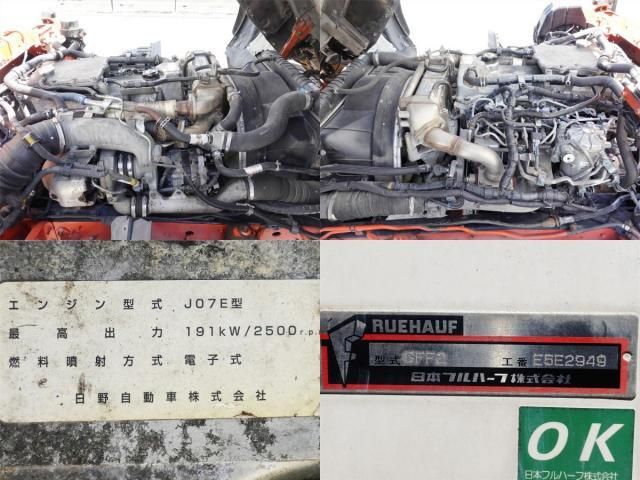 エンジン型式 J07E型
最高出力 191kW/2500r.p.m
燃料噴射方式 電子式
日野自動車株式会社
RUEHAUF
型式 工番 E5E2949
日本フルハーフ株式会社
OK
日本フルハーフ株式会社